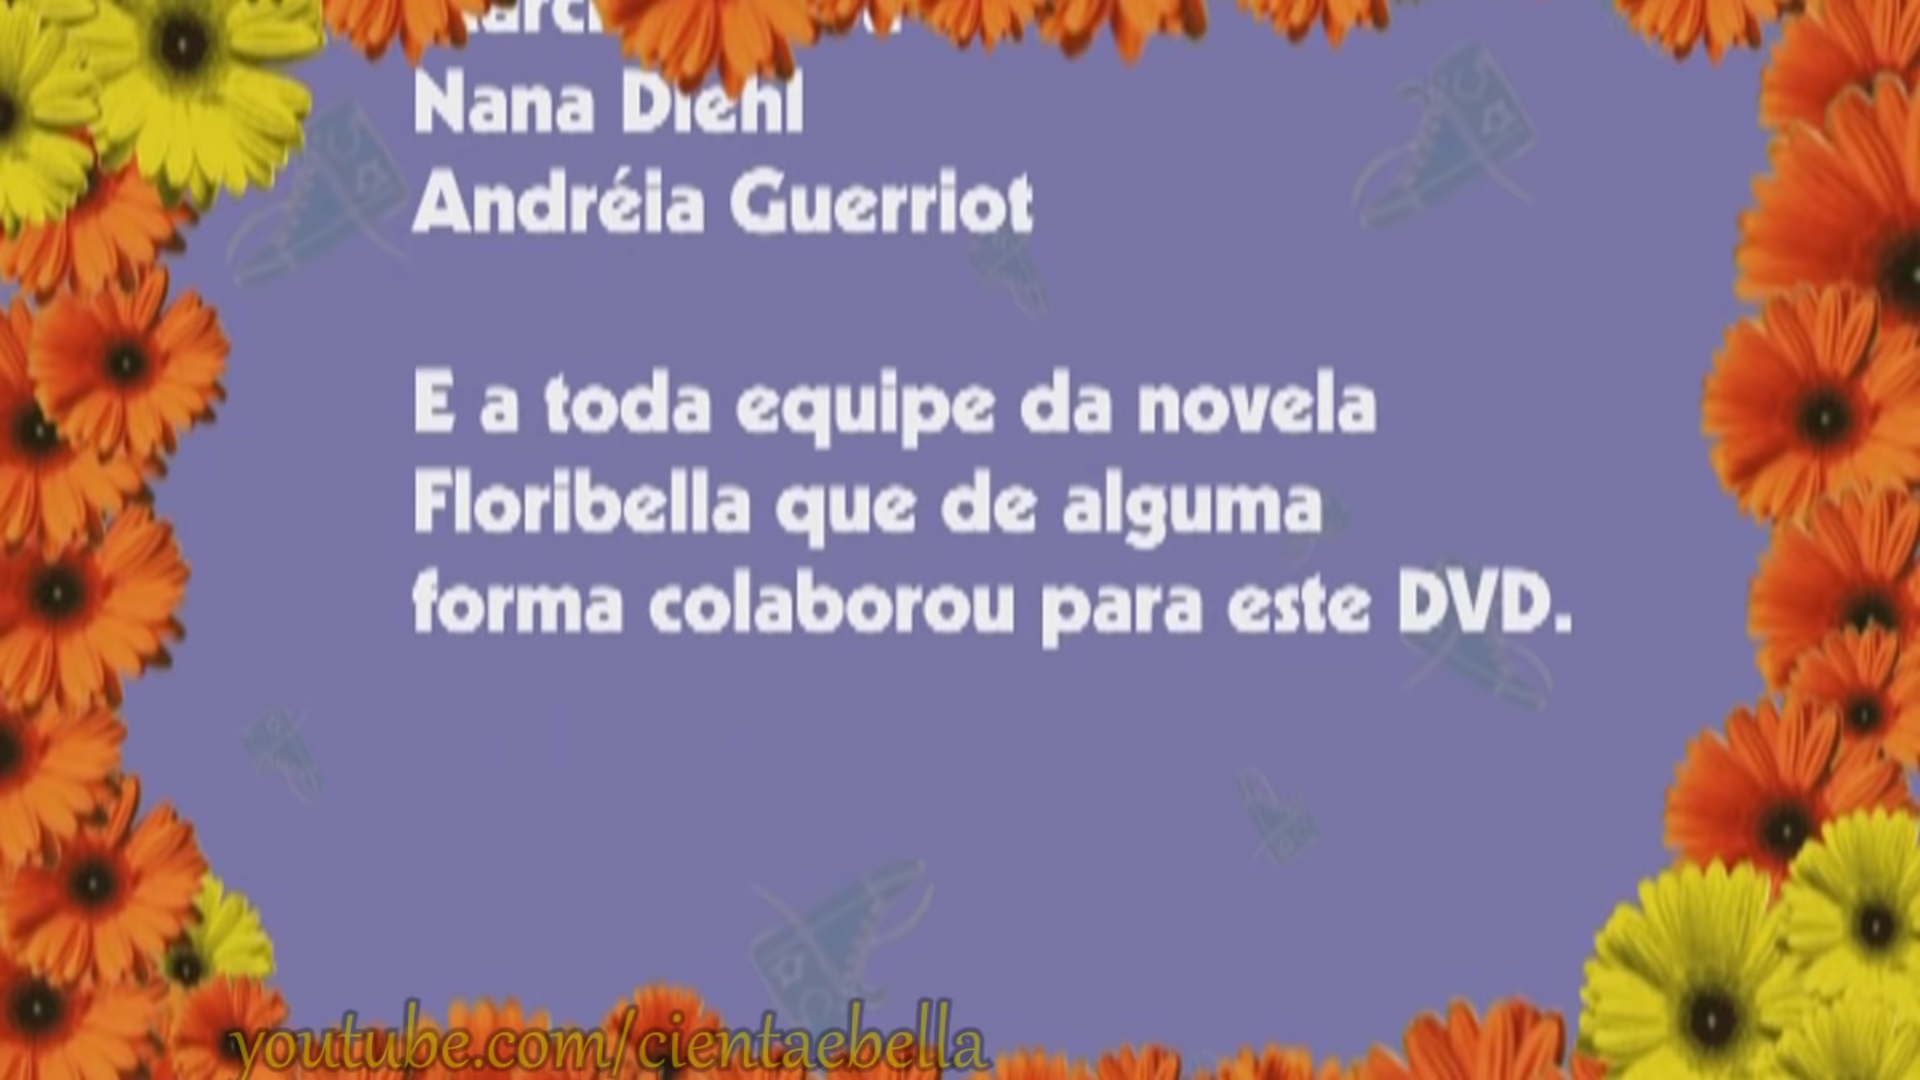 Nana Diehl
Andréia Guerriot
E a toda equipe da novela
Floribella que de alguma
forma colaborou para este DVD.
youtube.com/cientaebella